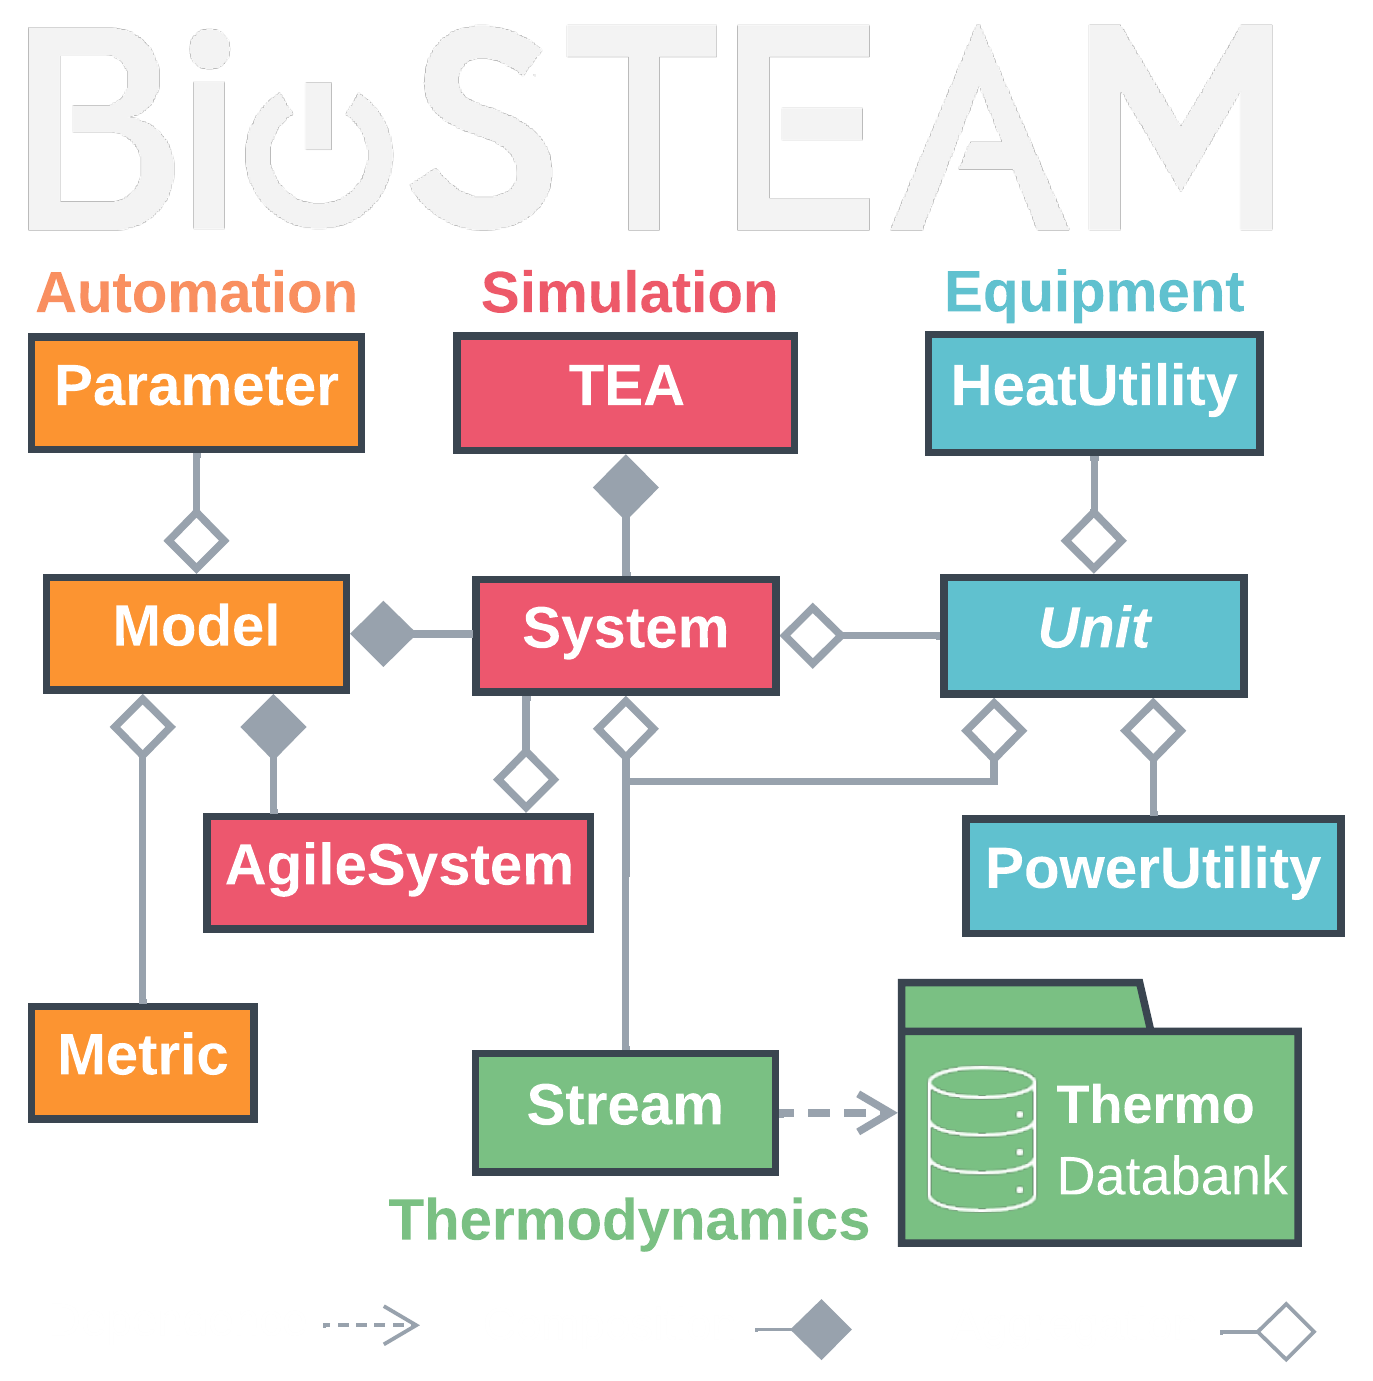 BioSTEAM
Automation
Simulation
Equipment
Parameter
TEA
HeatUtility
Model
System
Unit
AgileSystem
PowerUtility
Metric
Stream
Thermo
Databank
Thermodynamics